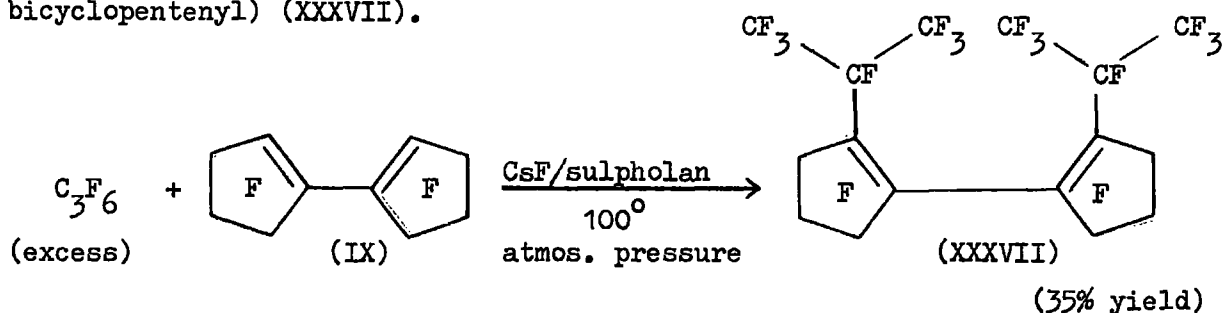 bicyclopentenyl) (XXXVII).
CF3 CF3 CF3 CF3
CF CF
C3F6 + F F CsF/sulpholan F F
100°
(excess) (IX) atmos. pressure (XXXVII)
(35% yield)